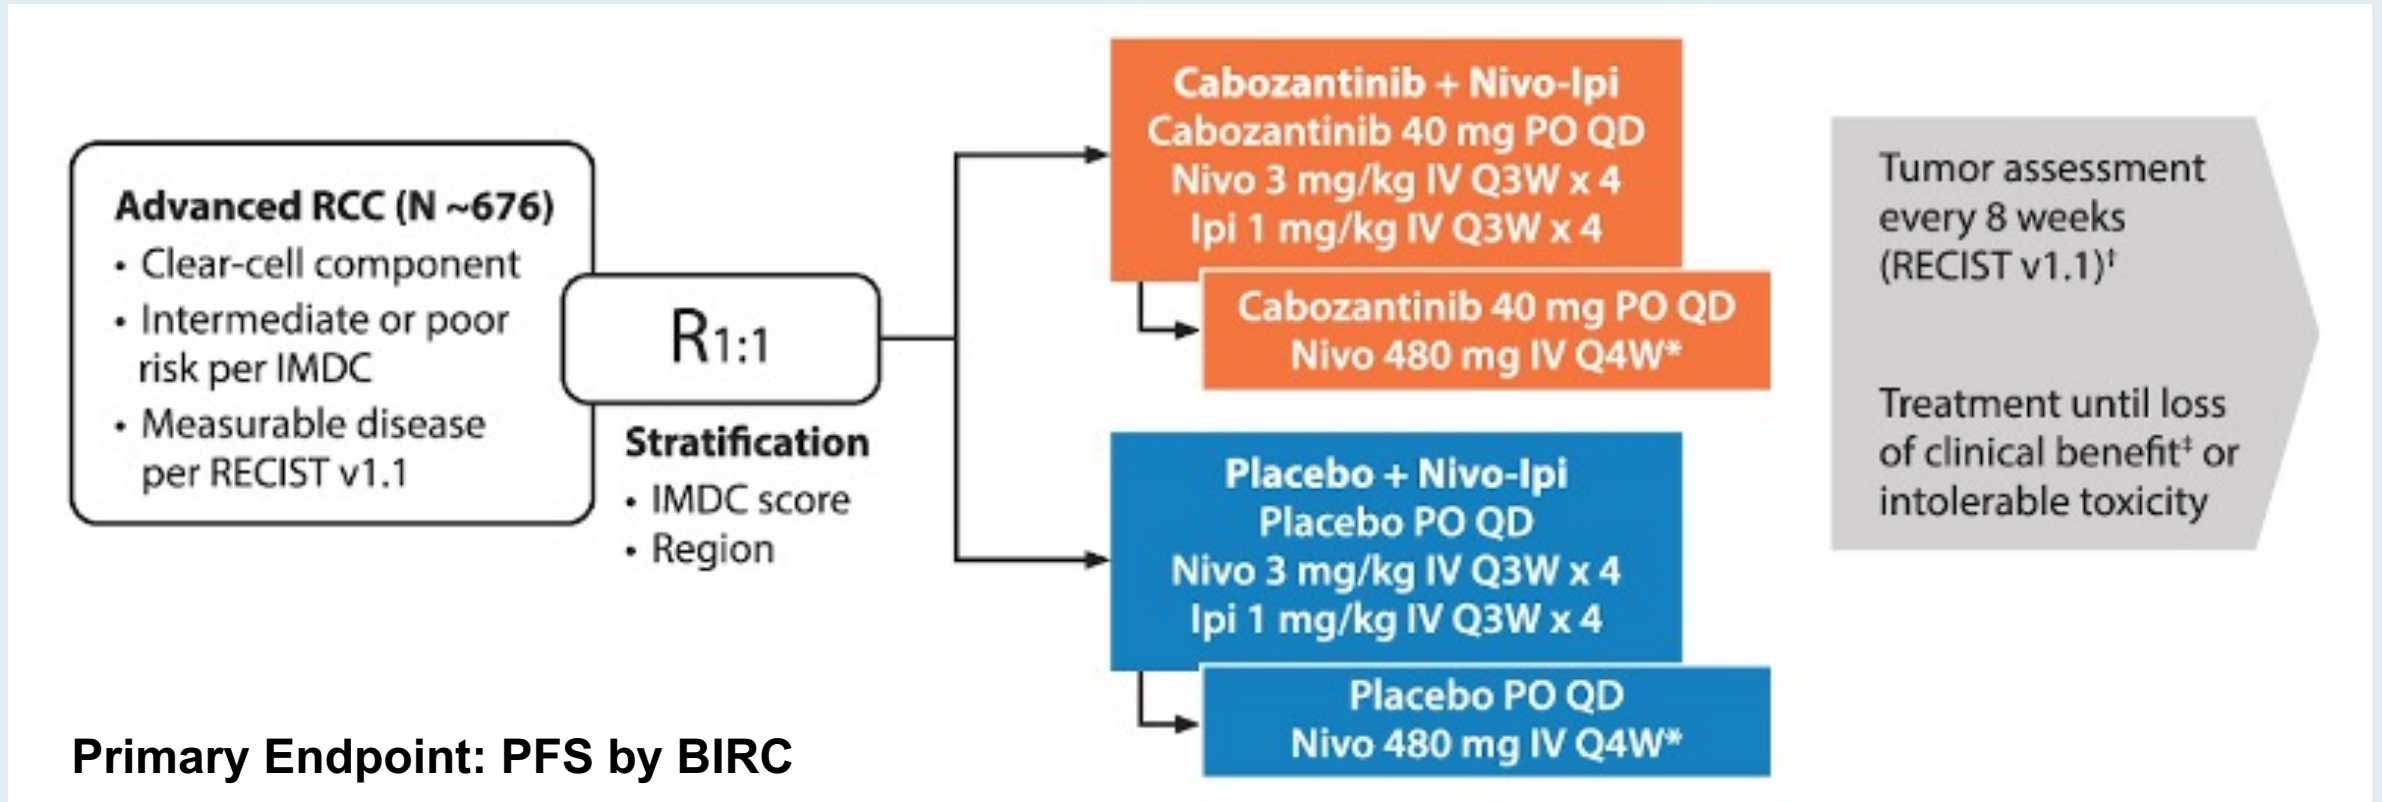 Advanced RCC (N ~676)
• Clear-cell component
• Intermediate or poor
risk per IMDC
• Measurable disease
per RECIST v1.1
R1:1
Stratification
• IMDC score
• Region
Cabozantinib + Nivo-Ipi
Cabozantinib 40 mg PO QD
Nivo 3 mg/kg IV Q3W x 4
Ipi 1 mg/kg IV Q3W x 4
Cabozantinib 40 mg PO QD
Nivo 480 mg IV Q4W*
Placebo + Nivo-Ipi
Placebo PO QD
Nivo 3 mg/kg IV Q3W x 4
Ipi 1 mg/kg IV Q3W x 4
Placebo PO QD
Nivo 480 mg IV Q4W*
Tumor assessment
every 8 weeks
(RECIST v1.1)†
Treatment until loss
of clinical benefit‡ or
intolerable toxicity
Primary Endpoint: PFS by BIRC